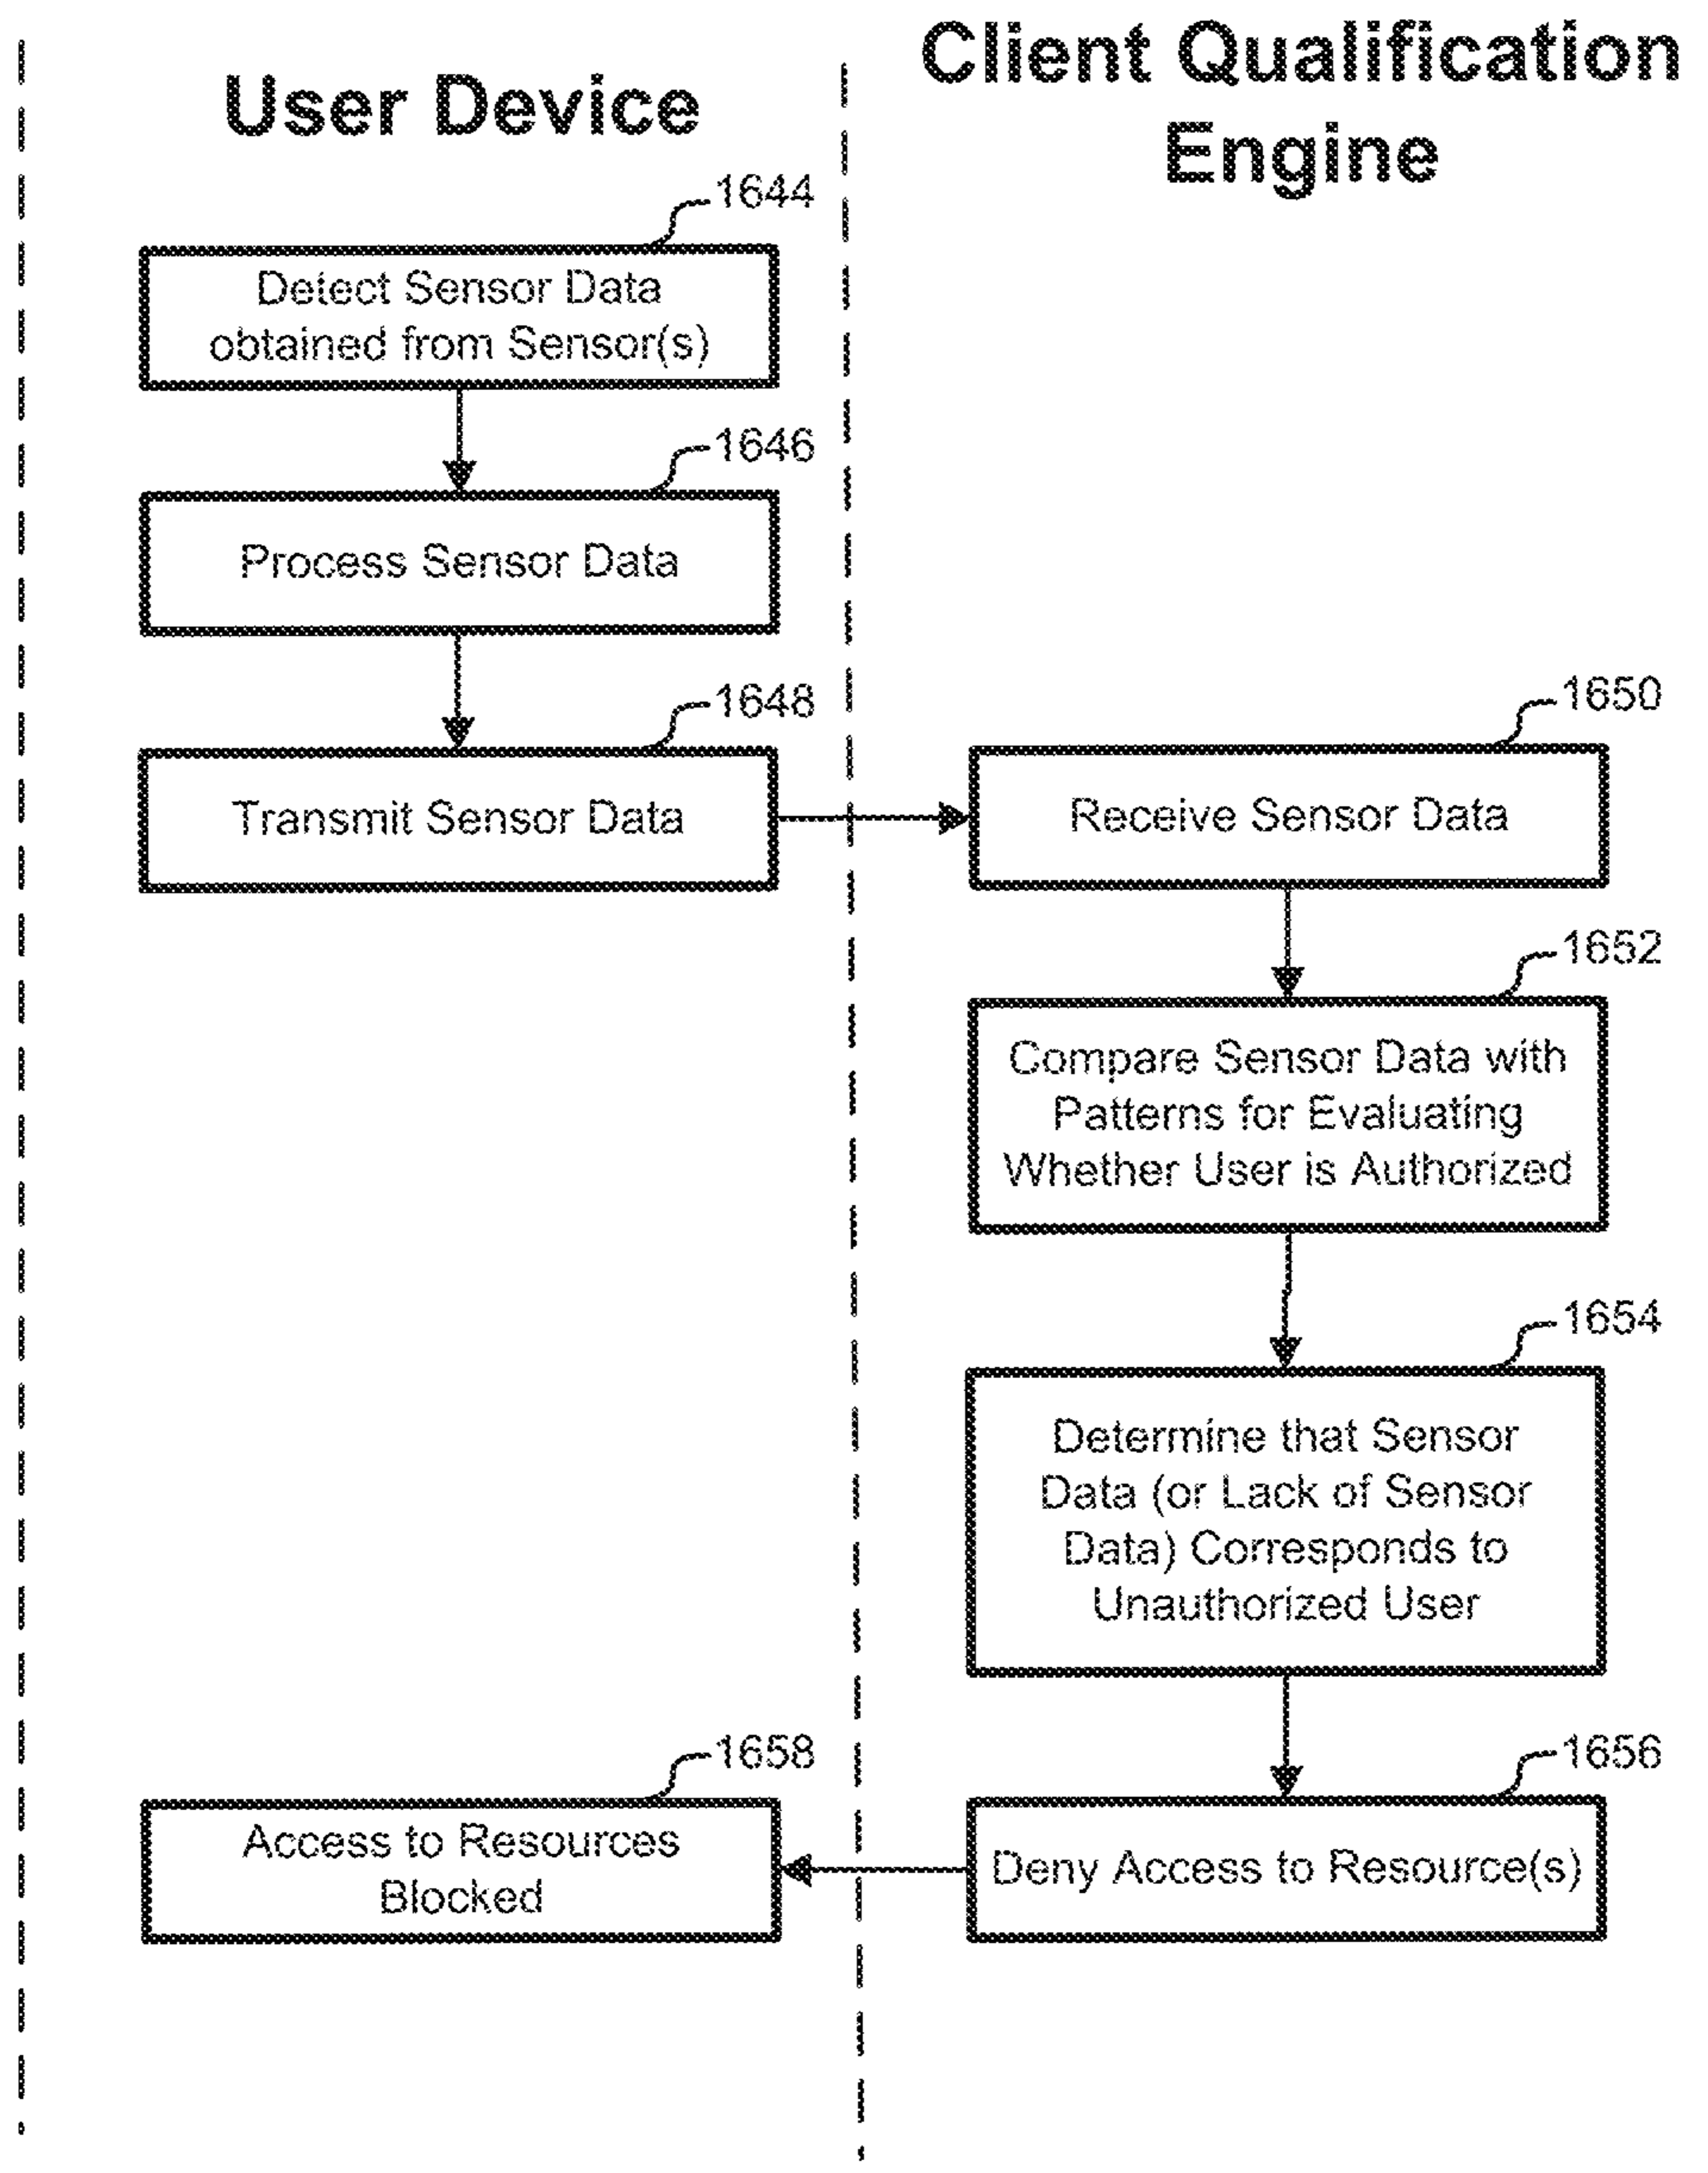 User Device
1644
Detect Sensor Data
obtained from Sensor(s)
1646
Process Sensor Data
1648
Transmit Sensor Data
Client Qualification
Engine
1650
Receive Sensor Data
1652
Compare Sensor Data with
Patterns for Evaluating
Whether User is Authorized
1654
Determine that Sensor
Data (or Lack of Sensor
Data) Corresponds to
Unauthorized User
1656
Deny Access to Resource(s)
1658
Access to Resources
Blocked